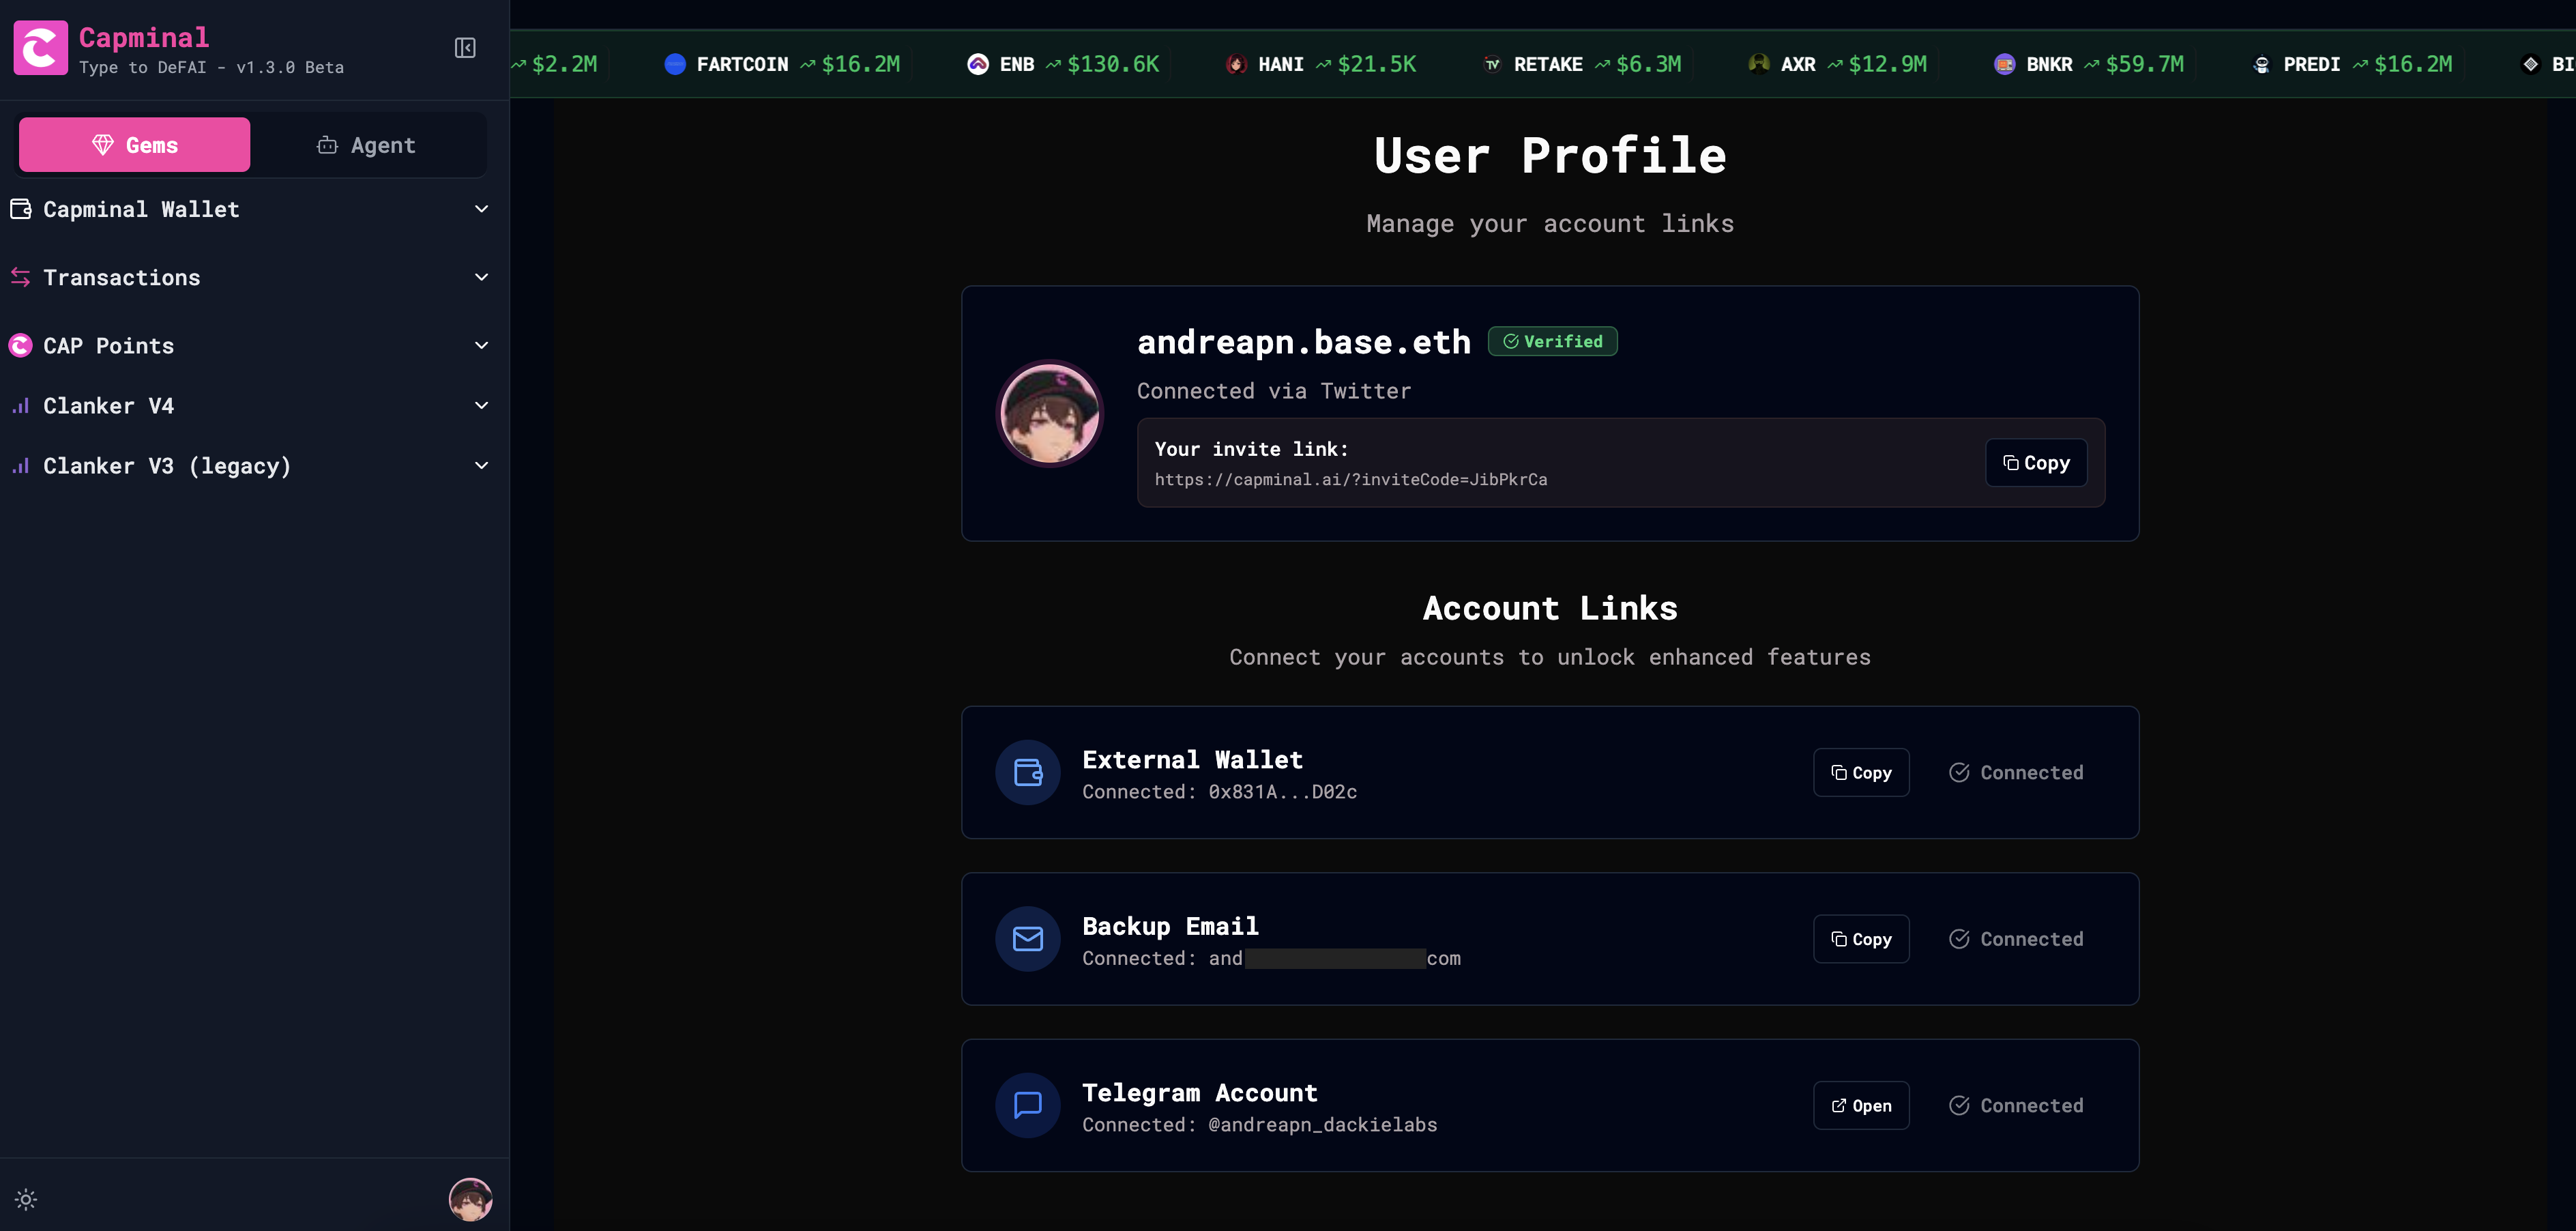 Capminal
Type to DeFAI - v1.3.0 Beta
Gems
Agent
Capminal Wallet
Transactions
CAP Points
Clanker V4
Clanker V3 (legacy)
$2.2M FARTCOIN $16.2M ENB $130.6K HANI $21.5K RETAKE $6.3M AXR $12.9M BNKR $59.7M PREDI $16.2M BI
User Profile
Manage your account links
andreapn.base.eth Verified
Connected via Twitter
Your invite link:
https://capminal.ai/?inviteCode=JibPkrCa
Copy
Account Links
Connect your accounts to unlock enhanced features
External Wallet
Connected: 0x831A...D02c
Copy
Connected
Backup Email
Connected: and com
Copy
Connected
Telegram Account
Connected: @andreapn_dackielabs
Open
Connected